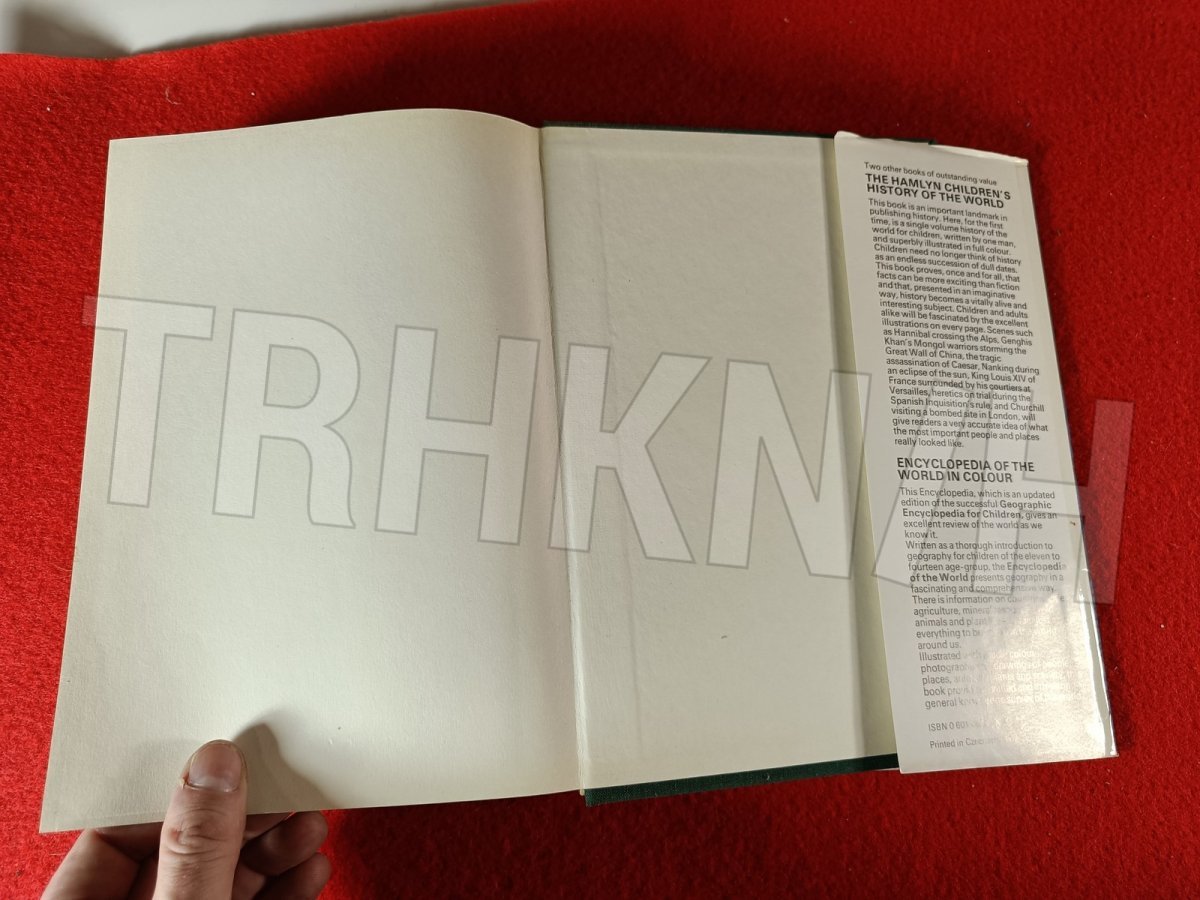 Two other books of outstanding value
THE HAMLYN CHILDREN'S
HISTORY OF THE WORLD
This book is an important landmark in
publishing history. Here, for the first
time, is a single volume history of the
world for children, written by one man,
and superbly illustrated in full colour.
Children need no longer think of history
as an endless succession of dull dates.
This book proves, once and for all, that
facts can be more exciting than fiction
and that, presented in an imaginative
way, history becomes a vitally alive and
interesting subject. Children and adults
alike will be fascinated by the excellent
illustrations on every page. Scenes such
as Hannibal crossing the Alps, Genghis
Khan's Mongol warriors storming the
Great Wall of China, the tragic
assassination of Caesar, Nanking during
an eclipse of the sun, King Louis XIV of
France surrounded by his courtiers at
Versailles, heretics on trial during the
Spanish Inquisition's rule, and Churchill
visiting a bombed site in London, will
give readers a very accurate idea of what
the most important people and places
really looked like.
ENCYCLOPEDIA OF THE
WORLD IN COLOUR
This Encyclopedia, which is an updated
edition of the successful Geographic
Encyclopedia for Children, gives an
excellent review of the world as we
know it.
Written as a thorough introduction to
geography for children of the eleven to
fourteen age-group, the Encyclopedia
of the World presents geography in a
fascinating and comprehensive way.
There is information on
agriculture, mineral
animals and plant
everything to
around us.
Illustrated
photographs drawings of people
places,
book
general
ISBN 0 601
Printed in
TRHKNIH